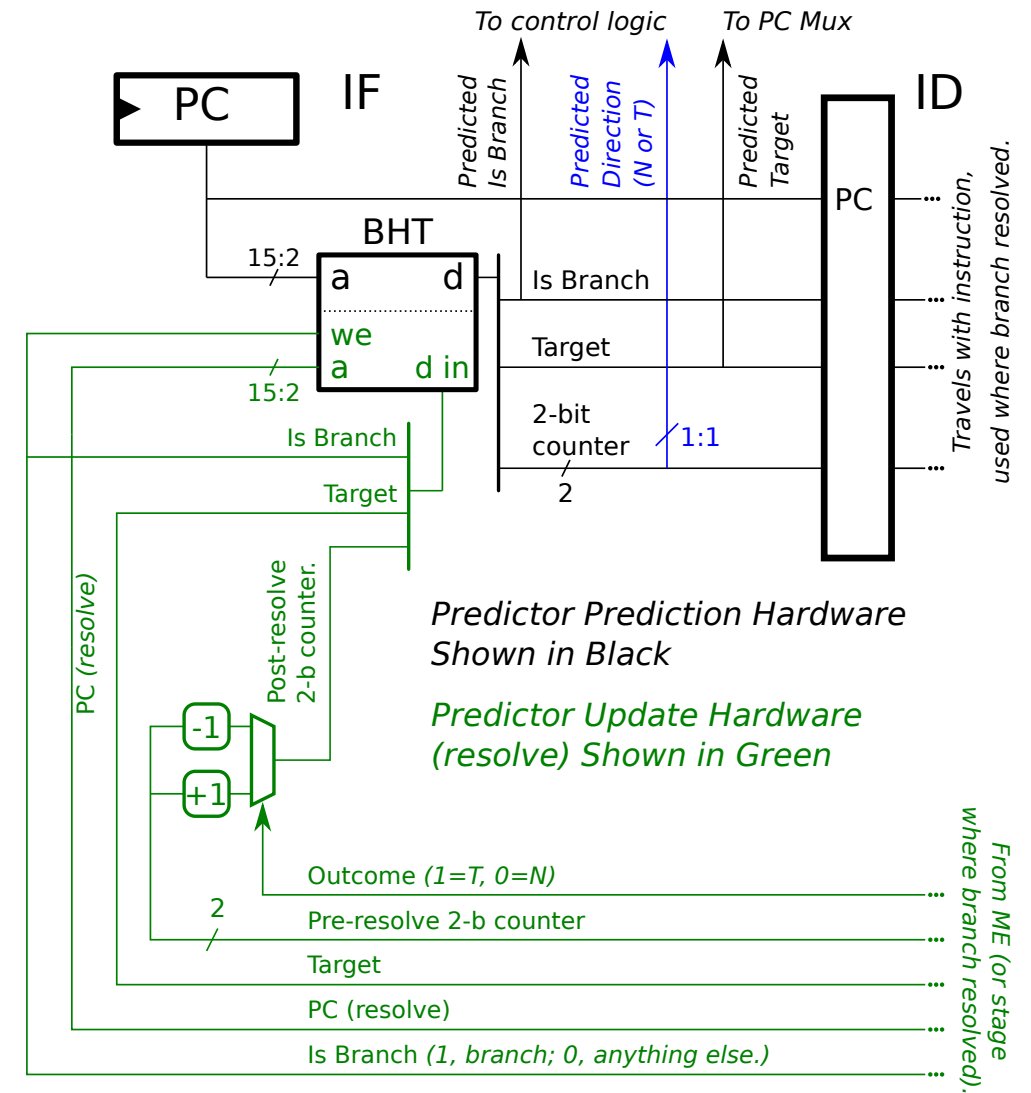 To control logic
To PC Mux
PC
IF
Predicted
Is Branch
Predicted
Direction
(N or T)
Predicted
Target
ID
PC
BHT
15:2
a
d
we
a
d in
15:2
Is Branch
Target
2-bit
counter
2
1:1
Travels with instruction,
used where branch resolved.
Is Branch
Target
Post-resolve
2-b counter.
PC (resolve)
Predictor Prediction Hardware
Shown in Black
Predictor Update Hardware
(resolve) Shown in Green
-1
+1
Outcome (1=T, 0=N)
2
Pre-resolve 2-b counter
Target
PC (resolve)
Is Branch (1, branch; 0, anything else.)
From ME (or stage
where branch resolved).